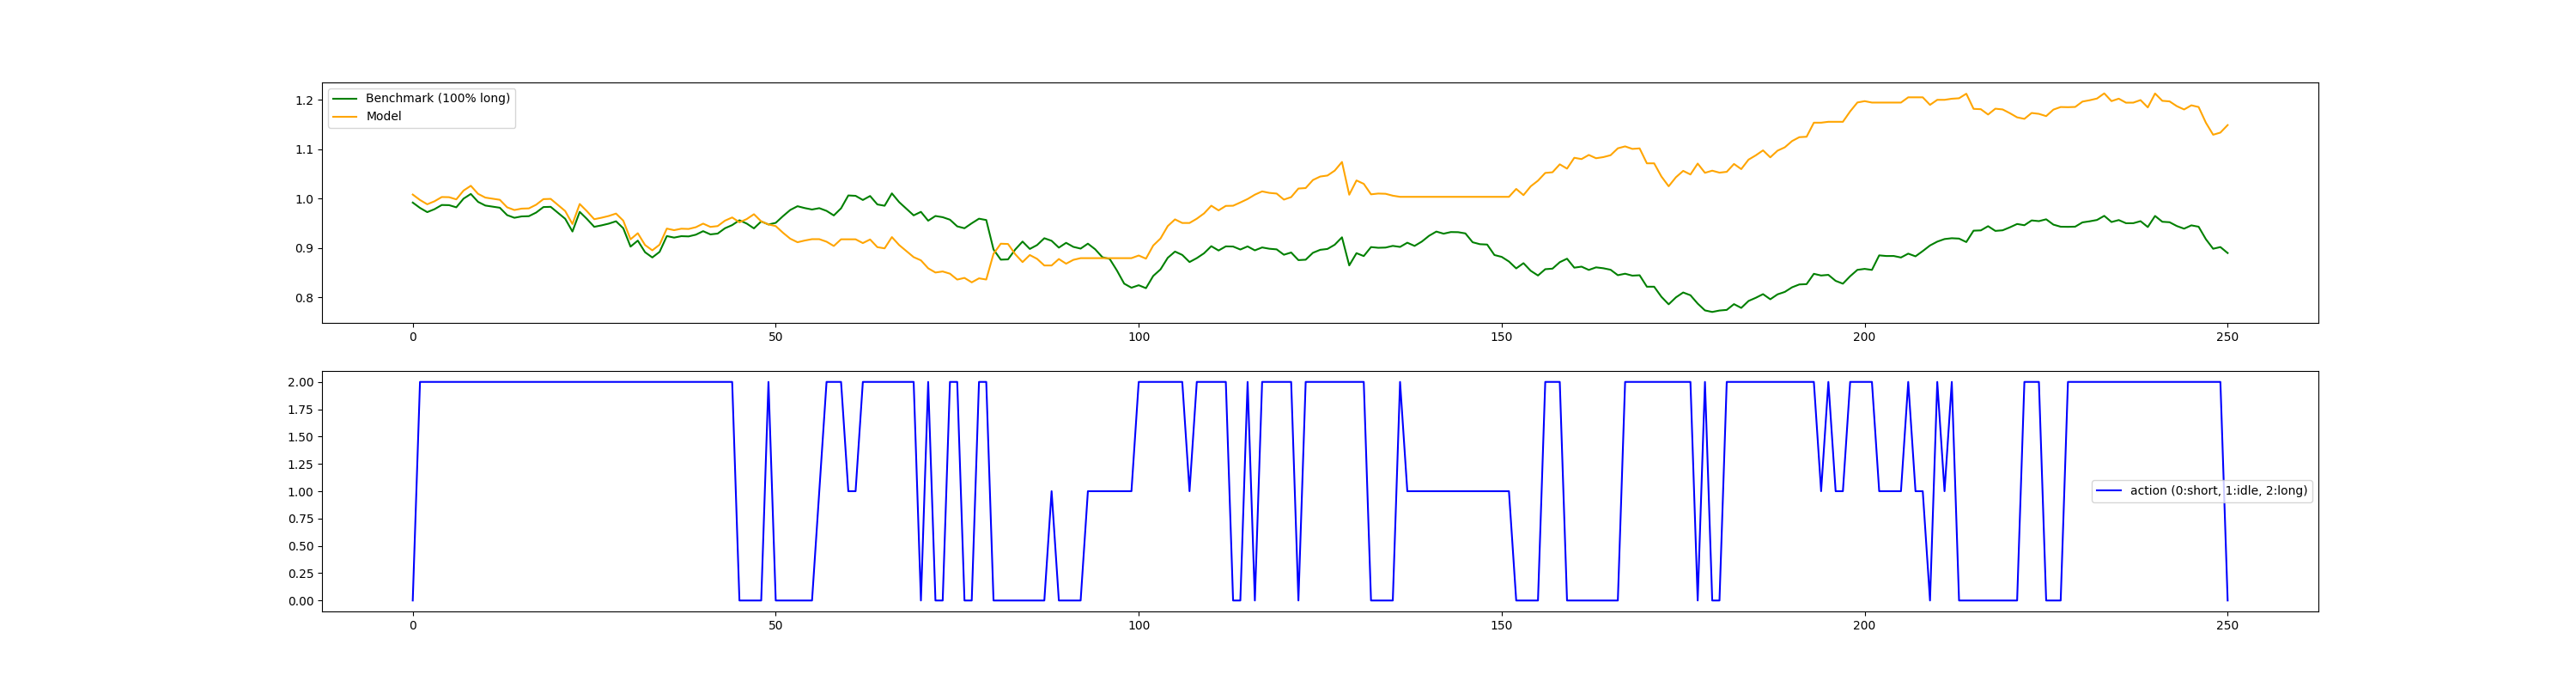 1.2
1.1
1.0
0.9
0.8
Benchmark (100% long)
Model
0 50 100 150 200 250
2.00
1.75
1.50
1.25
1.00
0.75
0.50
0.25
0.00
action (0:short, 1:idle, 2:long)
0 50 100 150 200 250